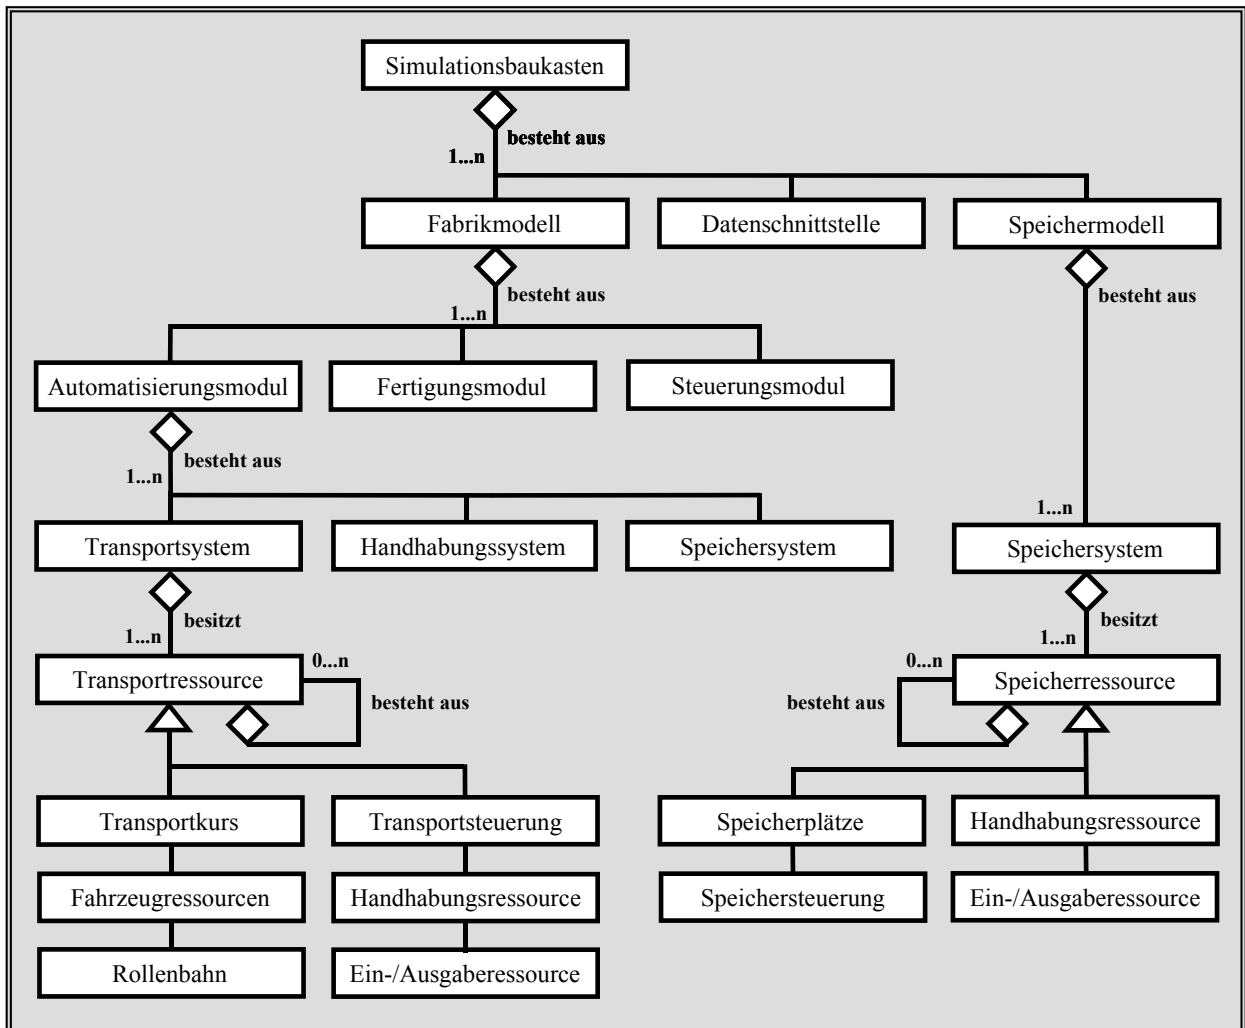 Simulationsbaukasten
besteht aus
1...n
Fabrikmodell
Datenschnittstelle
Speichermodell
besteht aus
besteht aus
1...n
Automatisierungsmodul
Fertigungsmodul
Steuerungsmodul
besteht aus
1...n
1...n
Transportsystem
Handhabungssystem
Speichersystem
Speichersystem
besitzt
besitzt
1...n
1...n
Transportressource
0...n
0...n
Speicherressource
besteht aus
besteht aus
Transportkurs
Transportsteuerung
Speicherplätze
Handhabungsressource
Fahrzeugressourcen
Handhabungsressource
Speichersteuerung
Ein-/Ausgaberessource
Rollenbahn
Ein-/Ausgaberessource